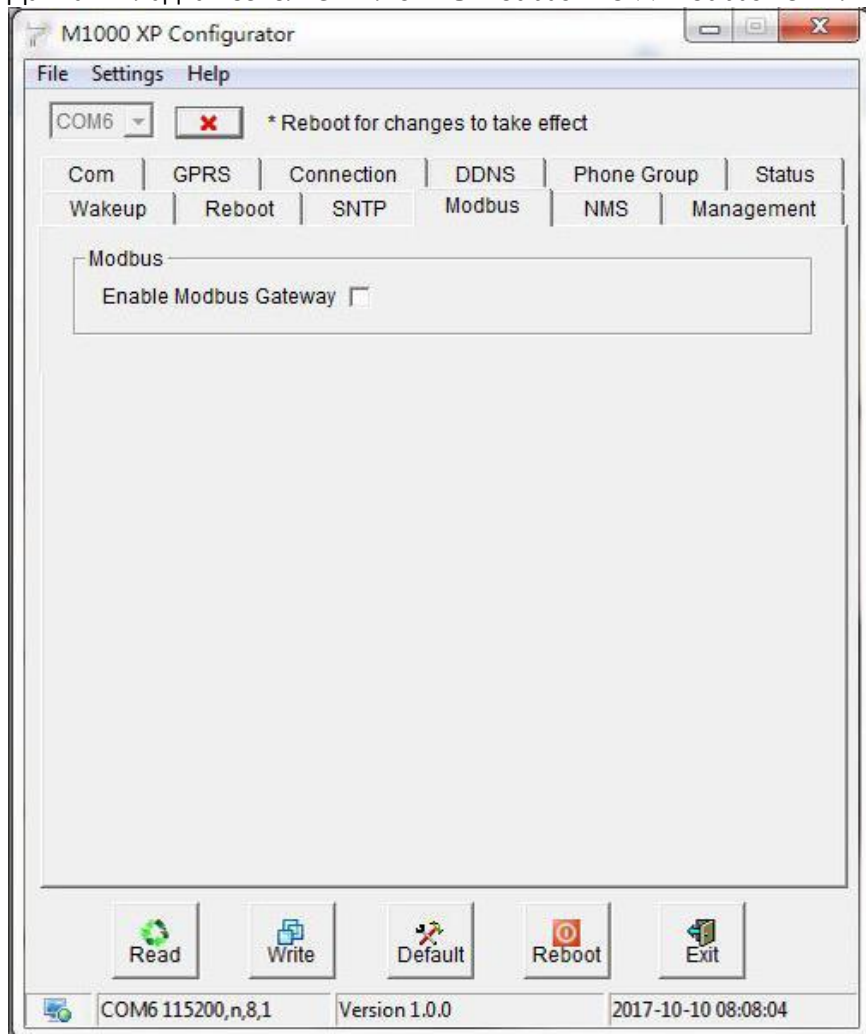 M1000 XP Configurator
File Settings Help
COM6 * Reboot for changes to take effect
Com GPRS Connection DDNS Phone Group Status
Wakeup Reboot SNTP Modbus NMS Management
Modbus
Enable Modbus Gateway
Read Write Default Reboot Exit
COM6 115200,n,8,1 Version 1.0.0 2017-10-10 08:08:04